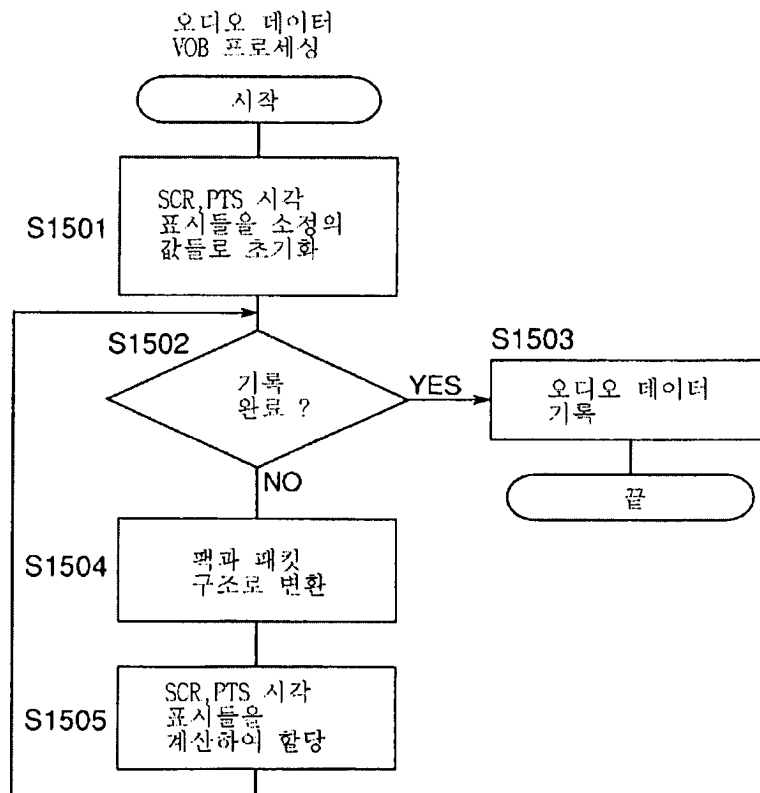 오디오 데이터
VOB 프로세싱
시작
S1501
SCR,PTS 시각
표시들을 소정의
값들로 초기화
S1502
기록
완료 ?
YES
S1503
오디오 데이터
기록
끝
NO
S1504
팩과 패킷
구조로 변환
S1505
SCR,PTS 시각
표시들을
계산하여 할당